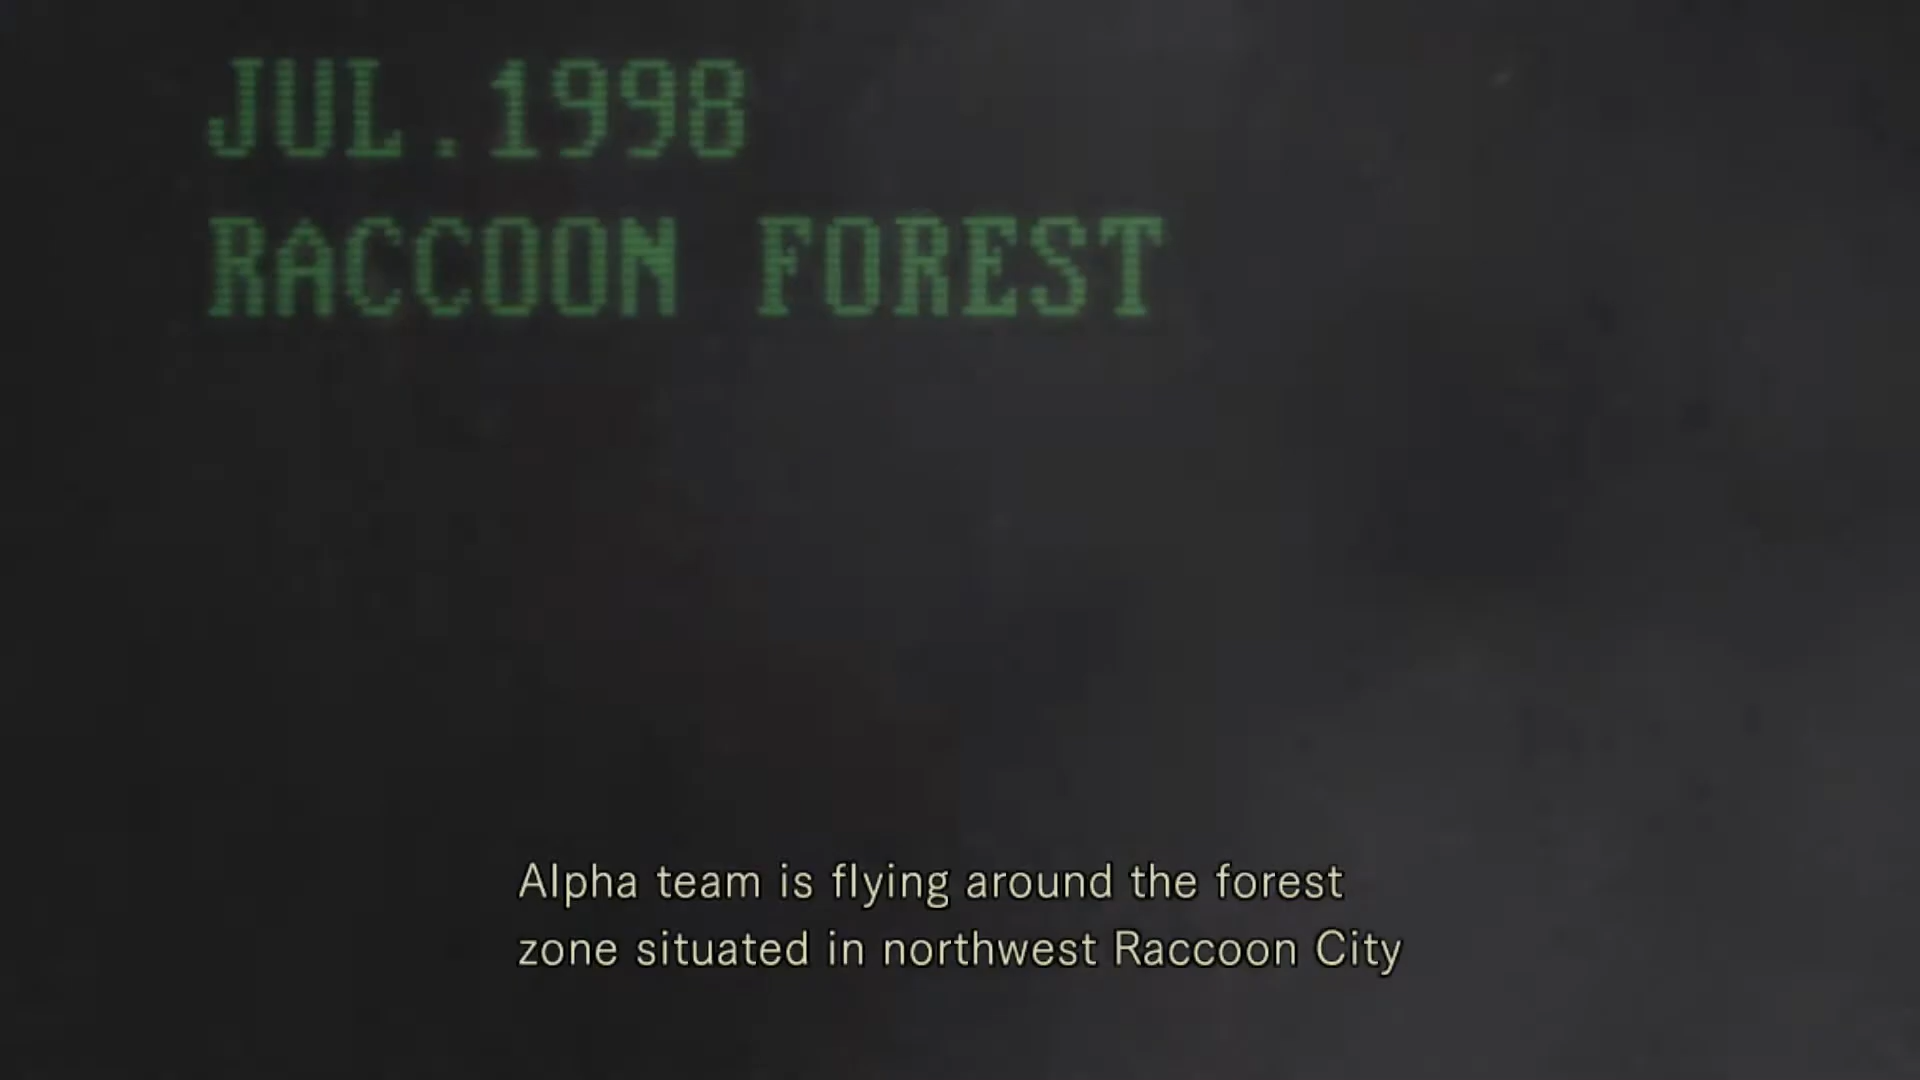 JUL.1998
RACCOON FOREST
Alpha team is flying around the forest
zone situated in northwest Raccoon City